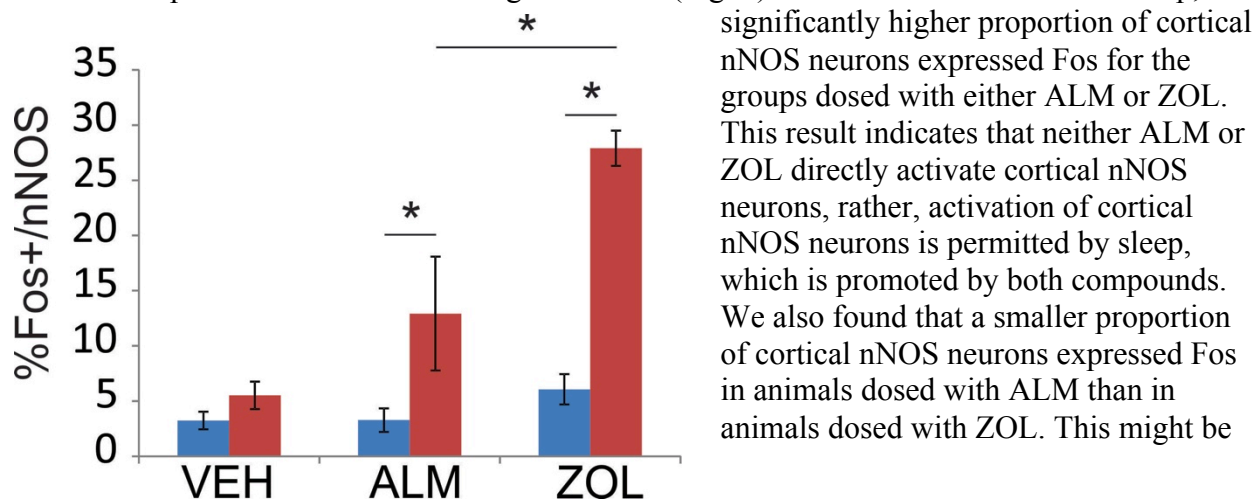 significantly higher proportion of cortical
nNOS neurons expressed Fos for the
groups dosed with either ALM or ZOL.
This result indicates that neither ALM or
ZOL directly activate cortical nNOS
neurons, rather, activation of cortical
nNOS neurons is permitted by sleep,
which is promoted by both compounds.
We also found that a smaller proportion
of cortical nNOS neurons expressed Fos
in animals dosed with ALM than in
animals dosed with ZOL. This might be
%Fos+/nNOS
35
30
25
20
15
10
5
0
*
*
*
VEH ALM ZOL